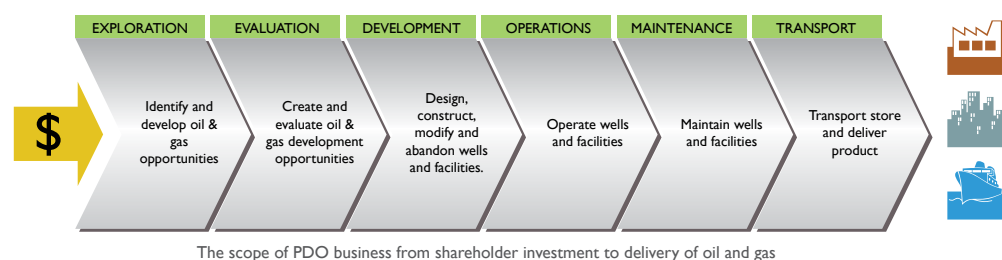 EXPLORATION
EVALUATION
DEVELOPMENT
OPERATIONS
MAINTENANCE
TRANSPORT
$
Identify and
develop oil &
gas
opportunities
Create and
evaluate oil &
gas development
opportunities
Design,
construct,
modify and
abandon wells
and facilities.
Operate wells
and facilities
Maintain wells
and facilities
Transport store
and deliver
product
The scope of PDO business from shareholder investment to delivery of oil and gas